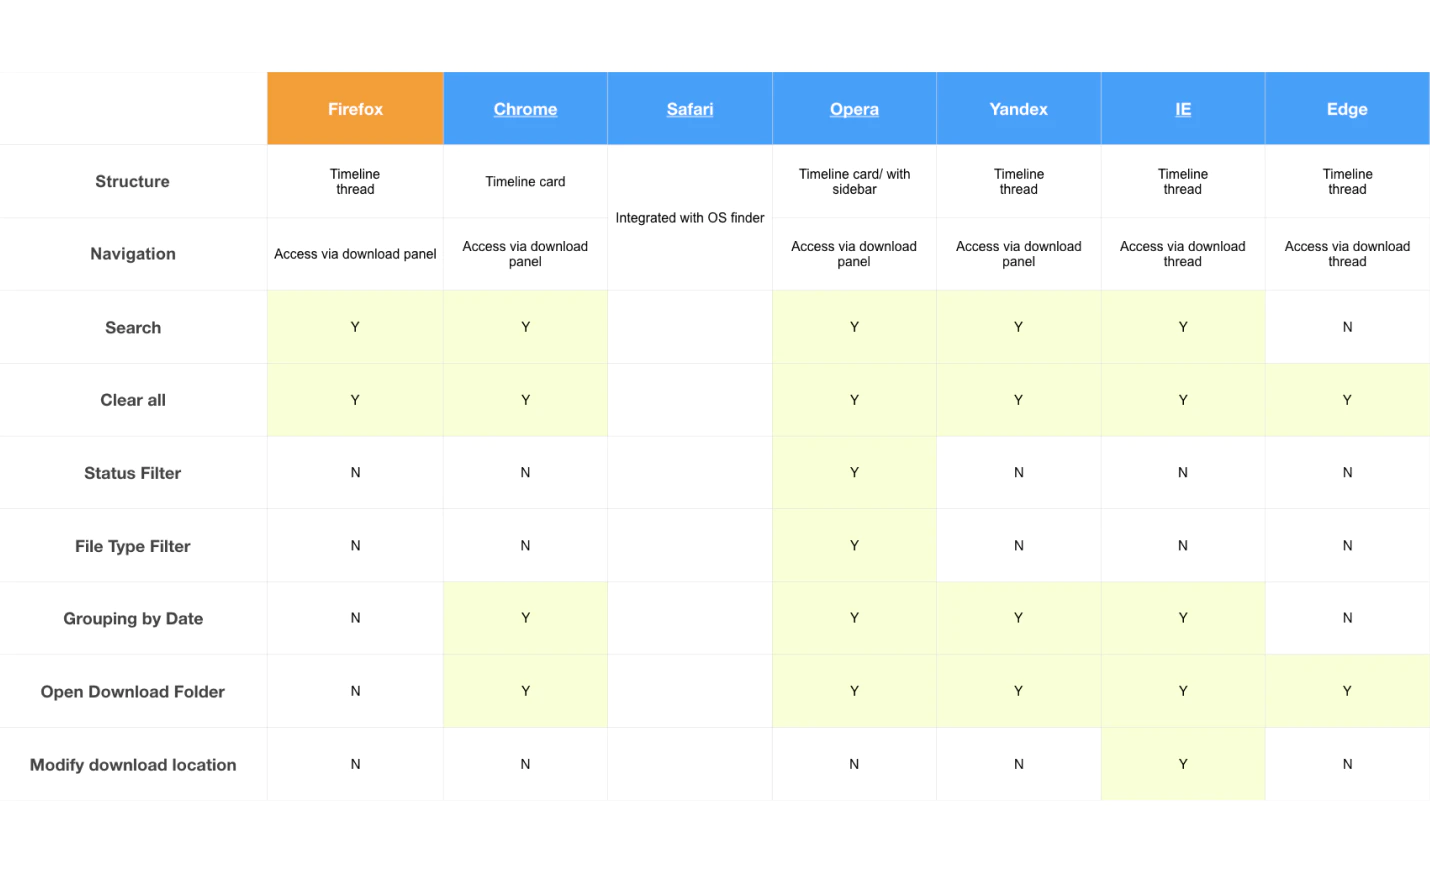 Firefox Chrome Safari Opera Yandex IE Edge
Structure Timeline thread Timeline card Integrated with OS finder Timeline card/ with sidebar Timeline thread Timeline thread Timeline thread
Navigation Access via download panel Access via download panel Access via download panel Access via download panel Access via download thread Access via download thread
Search Y Y Y Y Y N
Clear all Y Y Y Y Y Y
Status Filter N N Y N N N
File Type Filter N N Y N N N
Grouping by Date N Y Y Y Y N
Open Download Folder N Y Y Y Y Y
Modify download location N N N N Y N